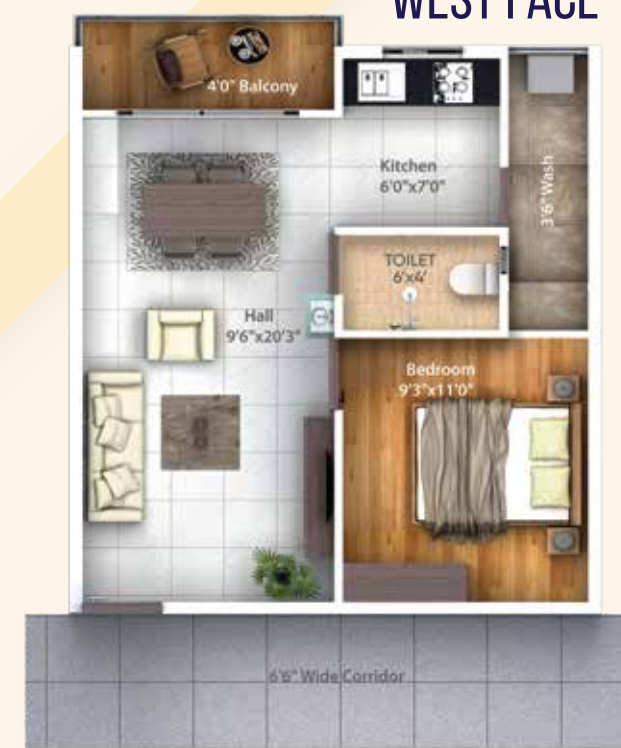 WEST FACE
4'0" Balcony
Kitchen
6'0"x7'0"
3'6" Wash
TOILET
6'x4'
Hall
9'6"x20'3"
Bedroom
9'3"x11'0"
6'6" Wide Corridor